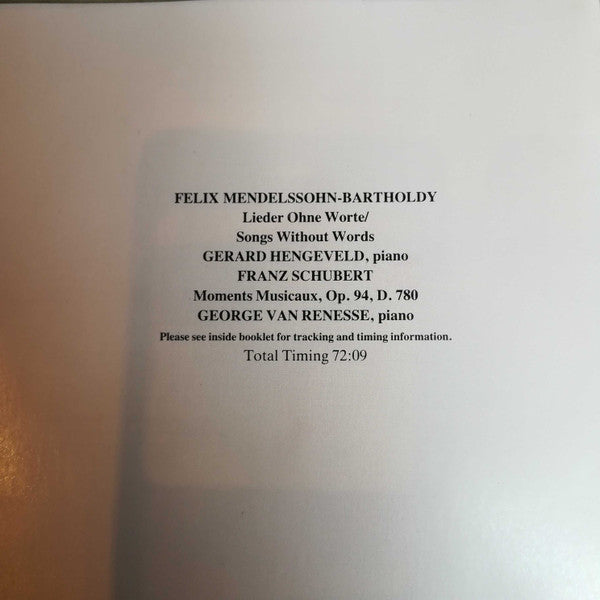 FELIX MENDELSSOHN-BARTHOLDY
Lieder Ohne Worte/
Songs Without Words
GERARD HENGEVELD, piano
FRANZ SCHUBERT
Moments Musicaux, Op. 94, D. 780
GEORGE VAN RENESSE, piano
Please see inside booklet for tracking and timing information.
Total Timing 72:09